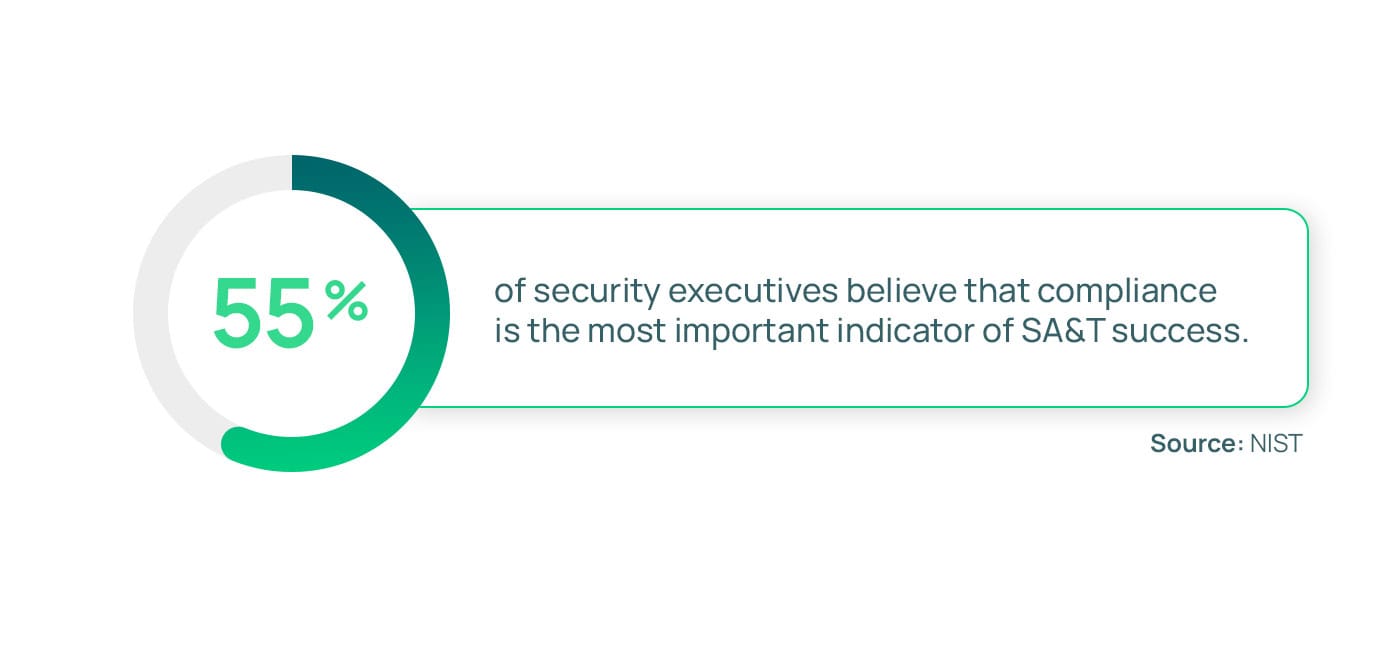 55%
of security executives believe that compliance
is the most important indicator of SA&T success.
Source: NIST